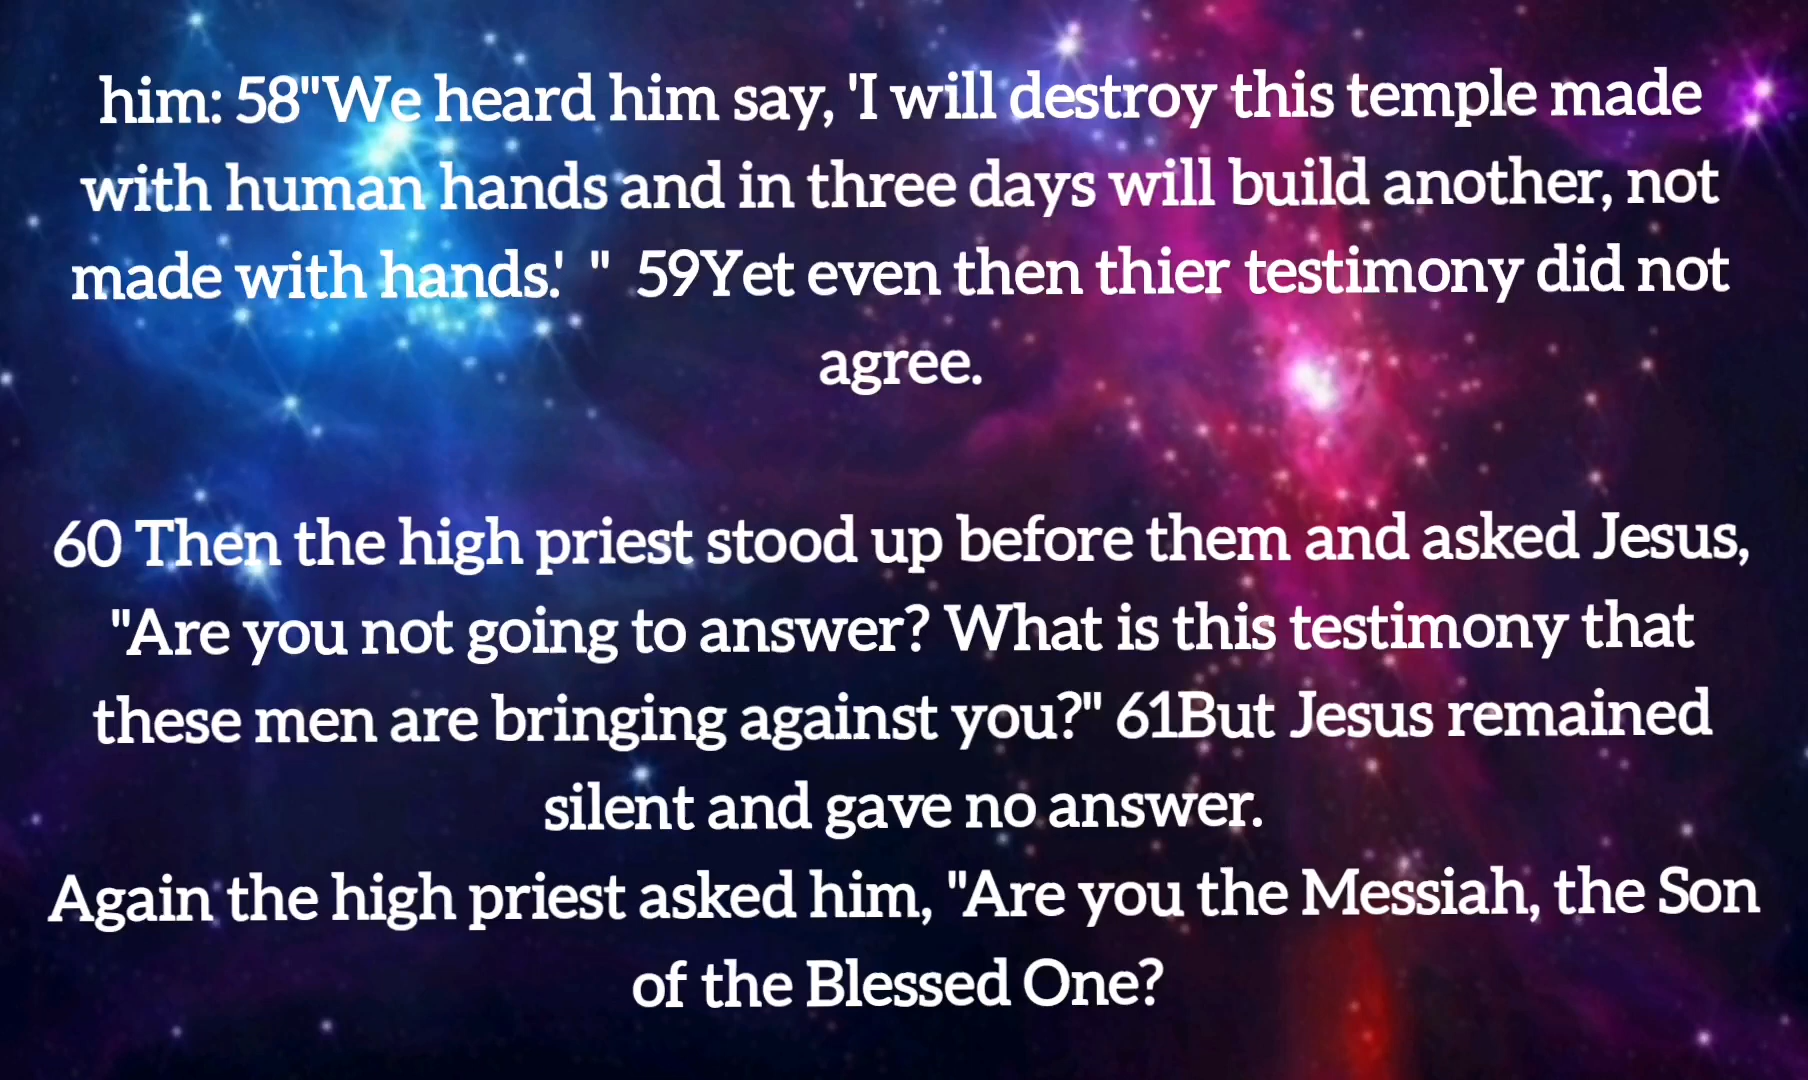 him: 58"We heard him say, 'I will destroy this temple made
with human hands and in three days will build another, not
made with hands.' " 59Yet even then thier testimony did not
agree.
60 Then the high priest stood up before them and asked Jesus,
"Are you not going to answer? What is this testimony that
these men are bringing against you?" 61But Jesus remained
silent and gave no answer.
Again the high priest asked him, "Are you the Messiah, the Son
of the Blessed One?